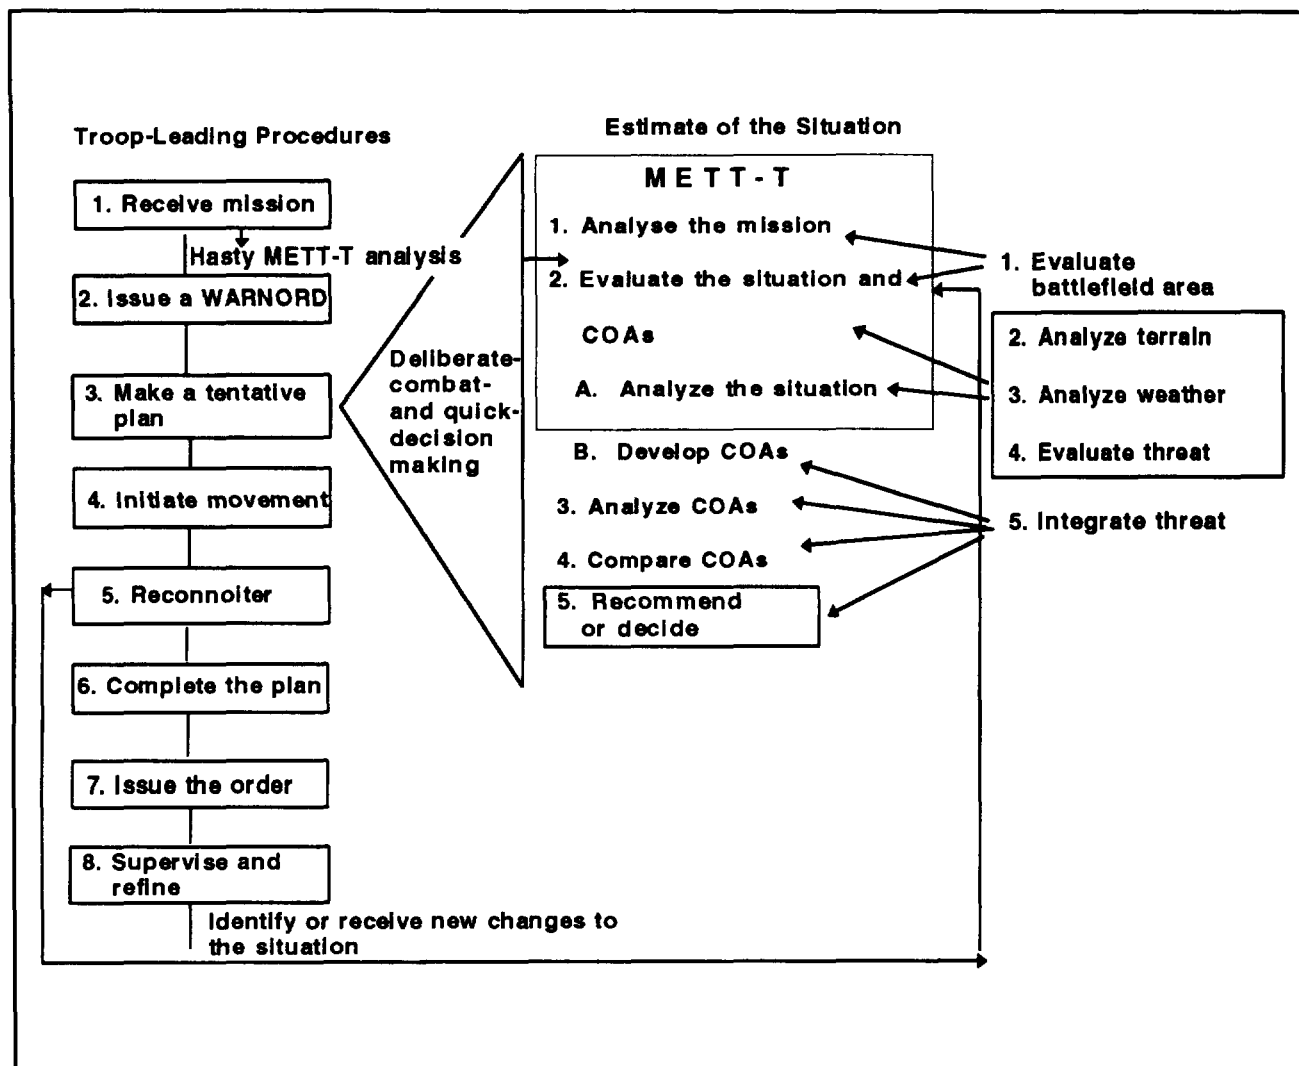 Troop-Leading Procedures
1. Receive mission
Hasty METT-T analysis
2. Issue a WARNORD
3. Make a tentative
plan
4. Initiate movement
5. Reconnoiter
6. Complete the plan
7. Issue the order
8. Supervise and
refine
Identify or receive new changes to
the situation
Deliberate-
combat-
and quick-
decision
making
Estimate of the Situation
METT-T
1. Analyse the mission
2. Evaluate the situation and
COAs
A. Analyze the situation
B. Develop COAs
3. Analyze COAs
4. Compare COAs
5. Recommend
or decide
1. Evaluate
battlefield area
2. Analyze terrain
3. Analyze weather
4. Evaluate threat
5. Integrate threat